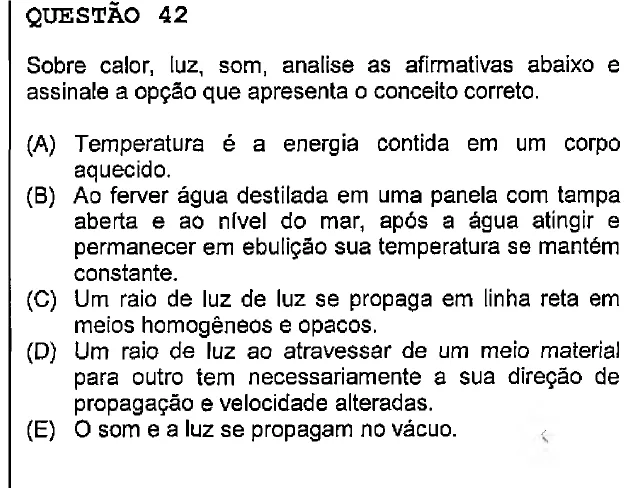 QUESTÃO 42
Sobre calor, luz, som, analise as afirmativas abaixo e
assinale a opção que apresenta o conceito correto.
(A) Temperatura é a energia contida em um corpo
aquecido.
(B) Ao ferver água destilada em uma panela com tampa
aberta e ao nível do mar, após a água atingir e
permanecer em ebulição sua temperatura se mantém
constante.
(C) Um raio de luz de luz se propaga em linha reta em
meios homogêneos e opacos.
(D) Um raio de luz ao atravessar de um meio material
para outro tem necessariamente a sua direção de
propagação e velocidade alteradas.
(E) O som e a luz se propagam no vácuo.